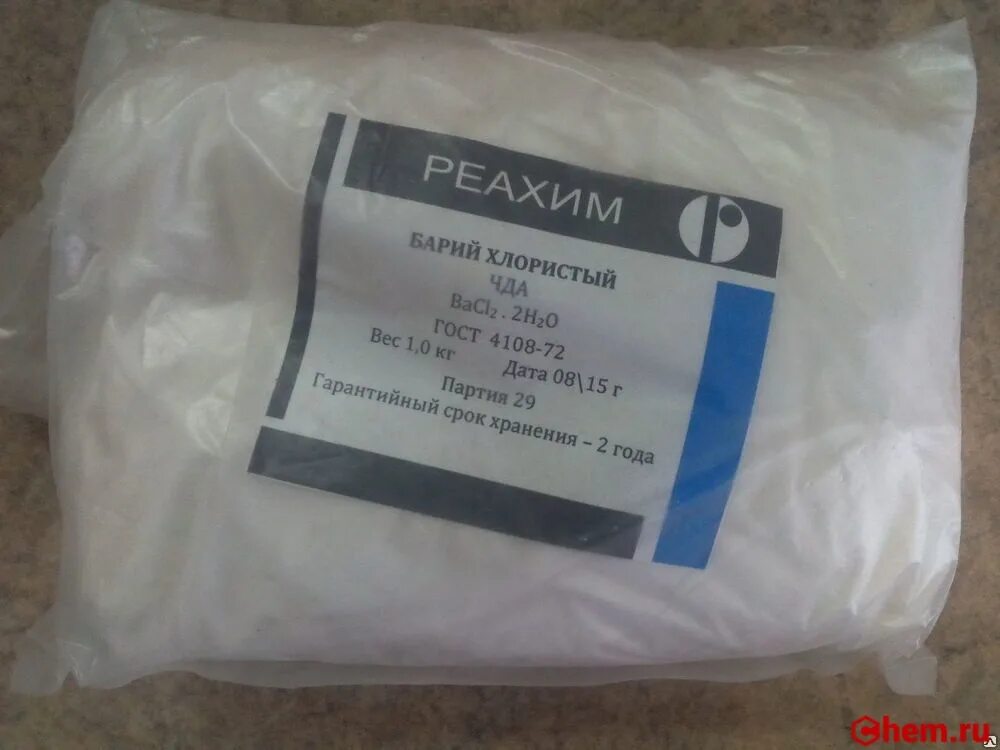 РЕАХИМ
БАРИЙ ХЛОРИСТЫЙ
ЧДА
BaCl₂ . 2H₂O
ГОСТ 4108-72
Вес 1,0 кг Дата 08\15 г
Партия 29
Гарантийный срок хранения – 2 года
Chem.ru